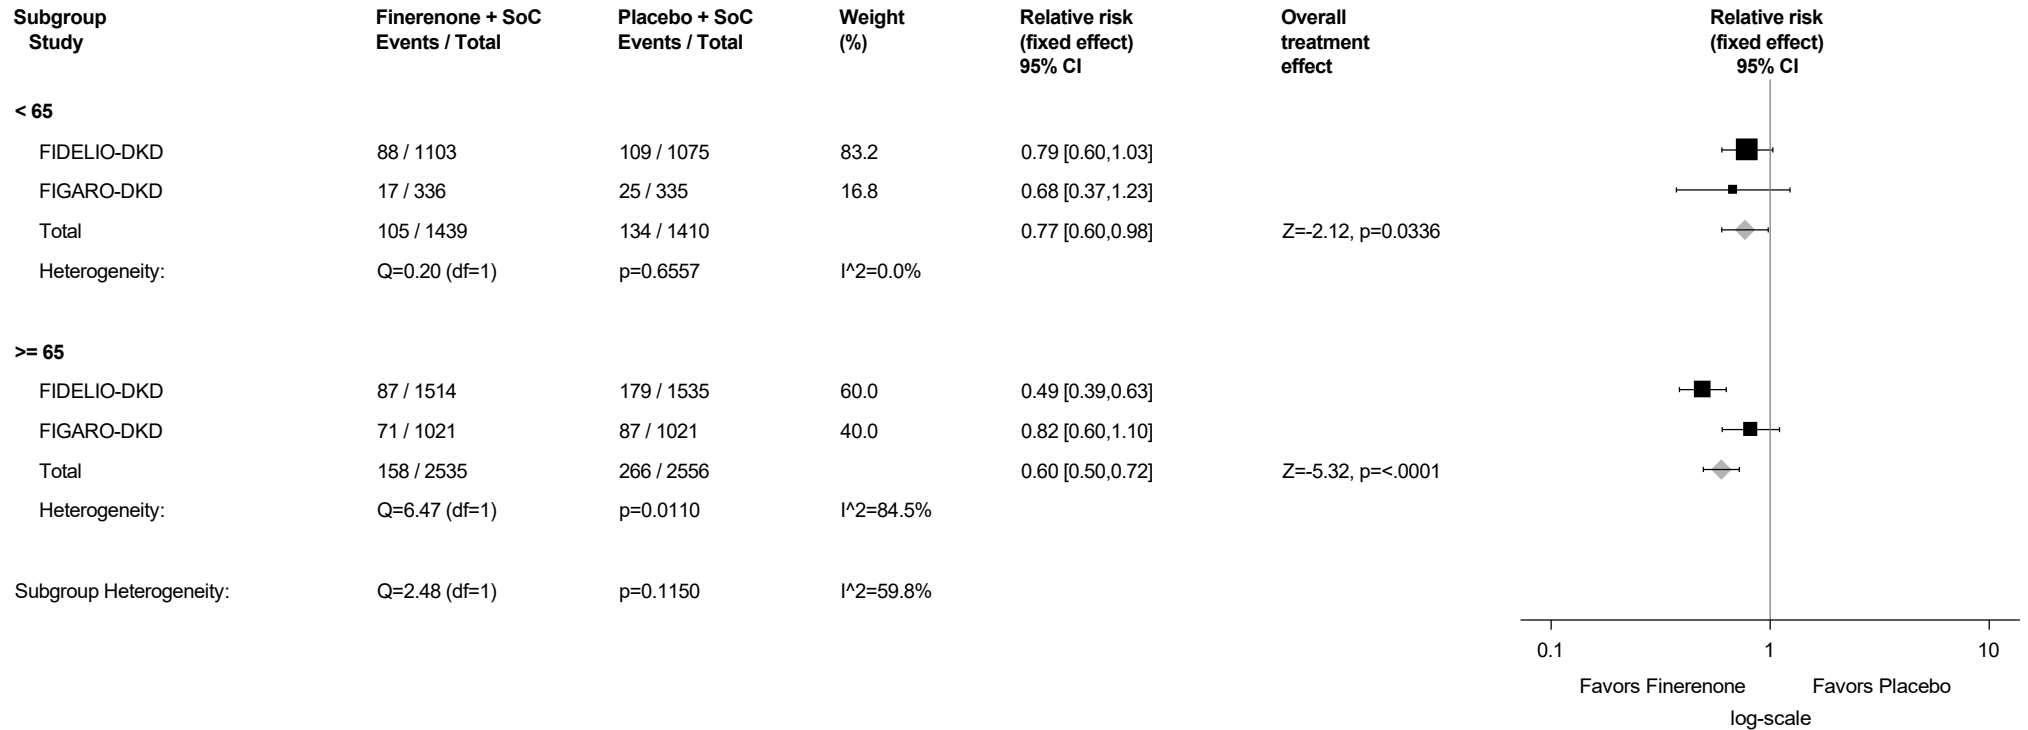 Subgroup Finerenone + SoC Placebo + SoC Weight Relative risk Overall Relative risk
Study Events / Total Events / Total (%) (fixed effect) treatment (fixed effect)
95% CI effect 95% CI
< 65
FIDELIO-DKD 88 / 1103 109 / 1075 83.2 0.79 [0.60,1.03]
FIGARO-DKD 17 / 336 25 / 335 16.8 0.68 [0.37,1.23]
Total 105 / 1439 134 / 1410 0.77 [0.60,0.98] Z=-2.12, p=0.0336
Heterogeneity: Q=0.20 (df=1) p=0.6557 I^2=0.0%
>= 65
FIDELIO-DKD 87 / 1514 179 / 1535 60.0 0.49 [0.39,0.63]
FIGARO-DKD 71 / 1021 87 / 1021 40.0 0.82 [0.60,1.10]
Total 158 / 2535 266 / 2556 0.60 [0.50,0.72] Z=-5.32, p=<.0001
Heterogeneity: Q=6.47 (df=1) p=0.0110 I^2=84.5%
Subgroup Heterogeneity: Q=2.48 (df=1) p=0.1150 I^2=59.8%
0.1 1 10
Favors Finerenone Favors Placebo
log-scale